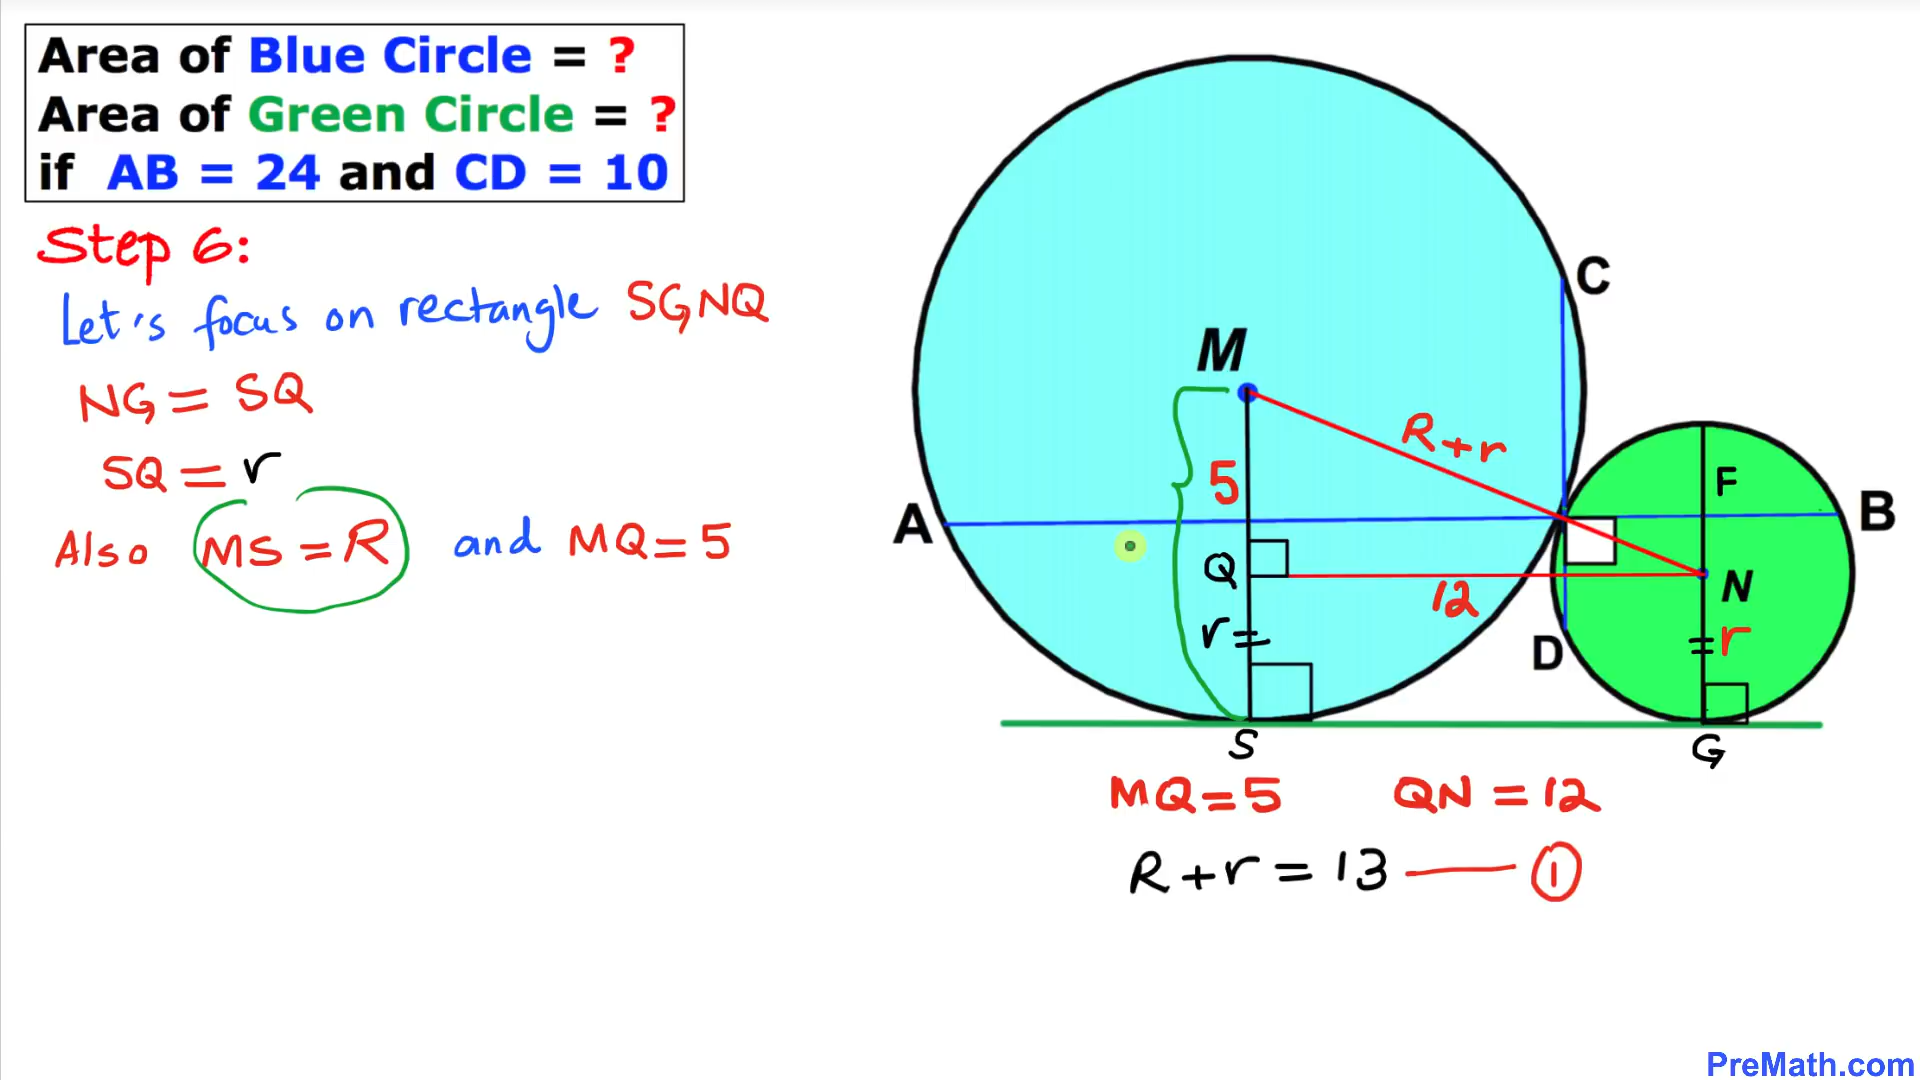 Area of Blue Circle = ?
Area of Green Circle = ?
if AB = 24 and CD = 10
Step 6:
Let's focus on rectangle SGNQ
NG = SQ
SQ = r
Also MS = R and MQ = 5
C
M
R+r
5
F
A
B
Q
N
12
r
r
D
S
G
MQ = 5 QN = 12
R + r = 13 — 1
PreMath.com